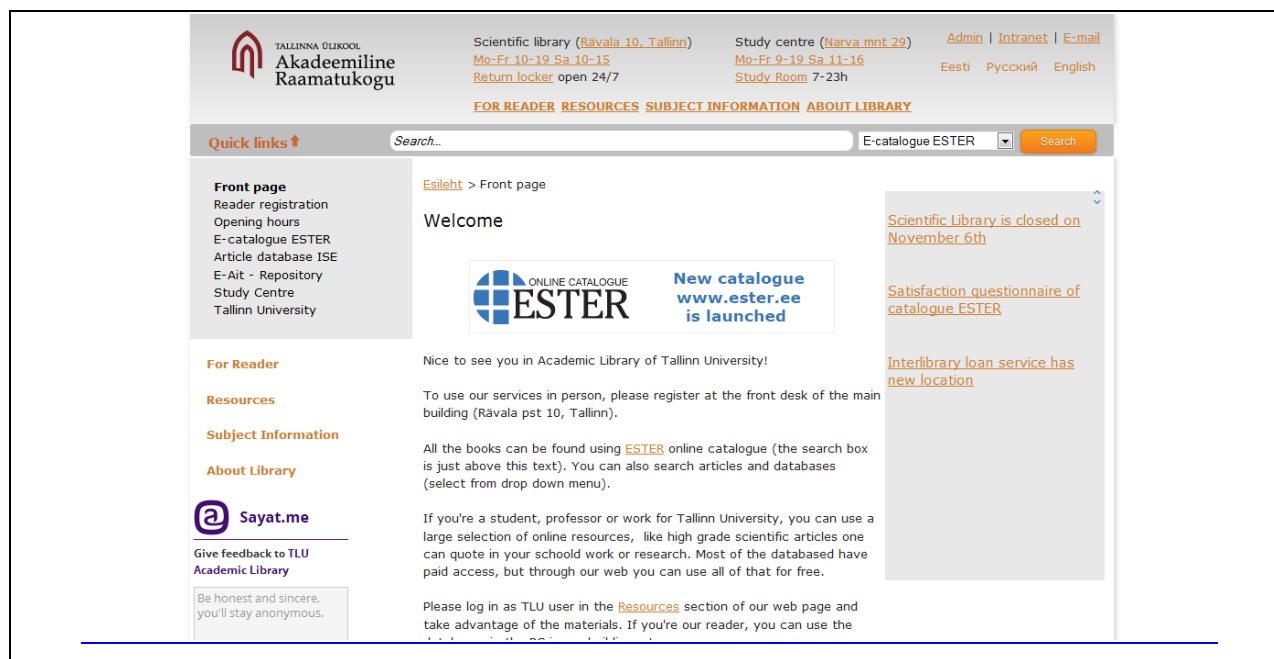 TALLINNA ÜLIKOOL
Akadeemiline
Raamatukogu
Scientific library (Rävala 10, Tallinn)
Mo-Fr 10-19 Sa 10-15
Return locker open 24/7
Study centre (Narva mnt 29)
Mo-Fr 9-19 Sa 11-16
Study Room 7-23h
Admin | Intranet | E-mail
Eesti Русский English
FOR READER RESOURCES SUBJECT INFORMATION ABOUT LIBRARY
Quick links
Search...
E-catalogue ESTER
Search
Front page
Reader registration
Opening hours
E-catalogue ESTER
Article database ISE
E-Ait - Repository
Study Centre
Tallinn University
For Reader
Resources
Subject Information
About Library
Sayat.me
Give feedback to TLU
Academic Library
Be honest and sincere,
you'll stay anonymous.
Esileht > Front page
Welcome
ONLINE CATALOGUE
ESTER
New catalogue
www.ester.ee
is launched
Nice to see you in Academic Library of Tallinn University!
To use our services in person, please register at the front desk of the main
building (Rävala pst 10, Tallinn).
All the books can be found using ESTER online catalogue (the search box
is just above this text). You can also search articles and databases
(select from drop down menu).
If you're a student, professor or work for Tallinn University, you can use a
large selection of online resources, like high grade scientific articles one
can quote in your schoold work or research. Most of the databased have
paid access, but through our web you can use all of that for free.
Please log in as TLU user in the Resources section of our web page and
take advantage of the materials. If you're our reader, you can use the
Scientific Library is closed on
November 6th
Satisfaction questionnaire of
catalogue ESTER
Interlibrary loan service has
new location